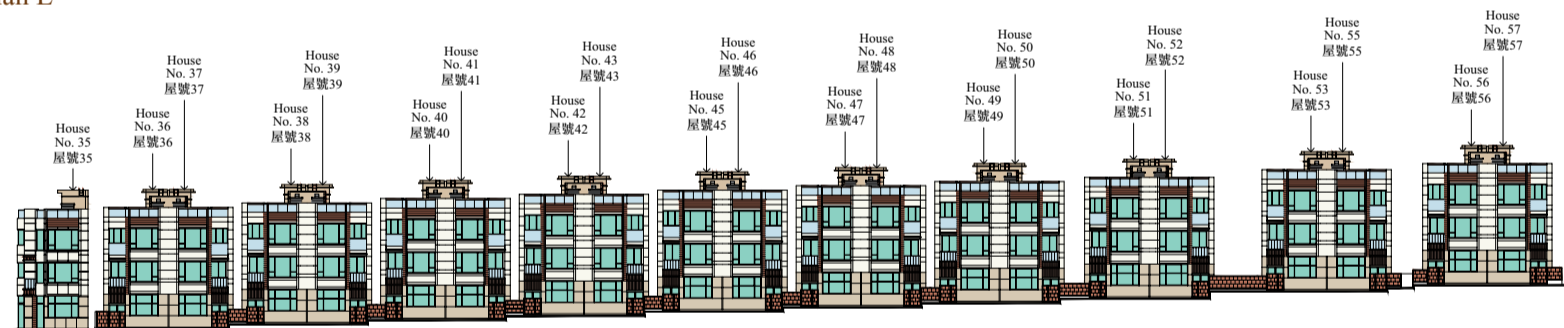 House
No. 35
屋號35
House
No. 36
屋號36
House
No. 37
屋號37
House
No. 38
屋號38
House
No. 39
屋號39
House
No. 40
屋號40
House
No. 41
屋號41
House
No. 42
屋號42
House
No. 43
屋號43
House
No. 45
屋號45
House
No. 46
屋號46
House
No. 47
屋號47
House
No. 48
屋號48
House
No. 49
屋號49
House
No. 50
屋號50
House
No. 51
屋號51
House
No. 52
屋號52
House
No. 53
屋號53
House
No. 55
屋號55
House
No. 56
屋號56
House
No. 57
屋號57